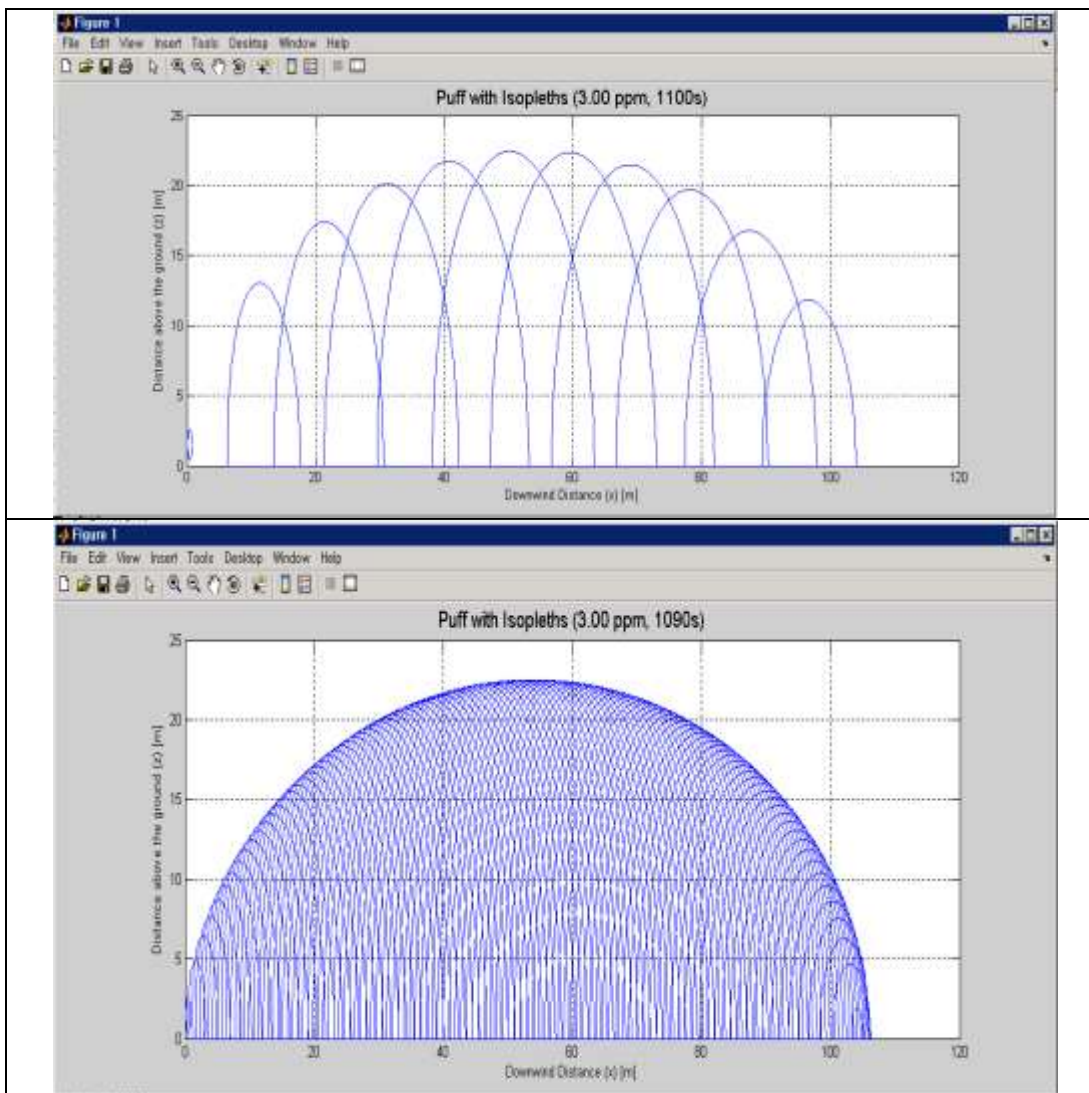 Figure 1
File Edit View Insert Tools Desktop Window Help
Puff with Isopleths (3.00 ppm, 1100s)
25
20
15
10
5
0
Distance above the ground (z) [m]
0 20 40 60 80 100 120
Downwind Distance (x) [m]
Figure 1
File Edit View Insert Tools Desktop Window Help
Puff with Isopleths (3.00 ppm, 1090s)
25
20
15
10
5
0
Distance above the ground (z) [m]
0 20 40 60 80 100 120
Downwind Distance (x) [m]